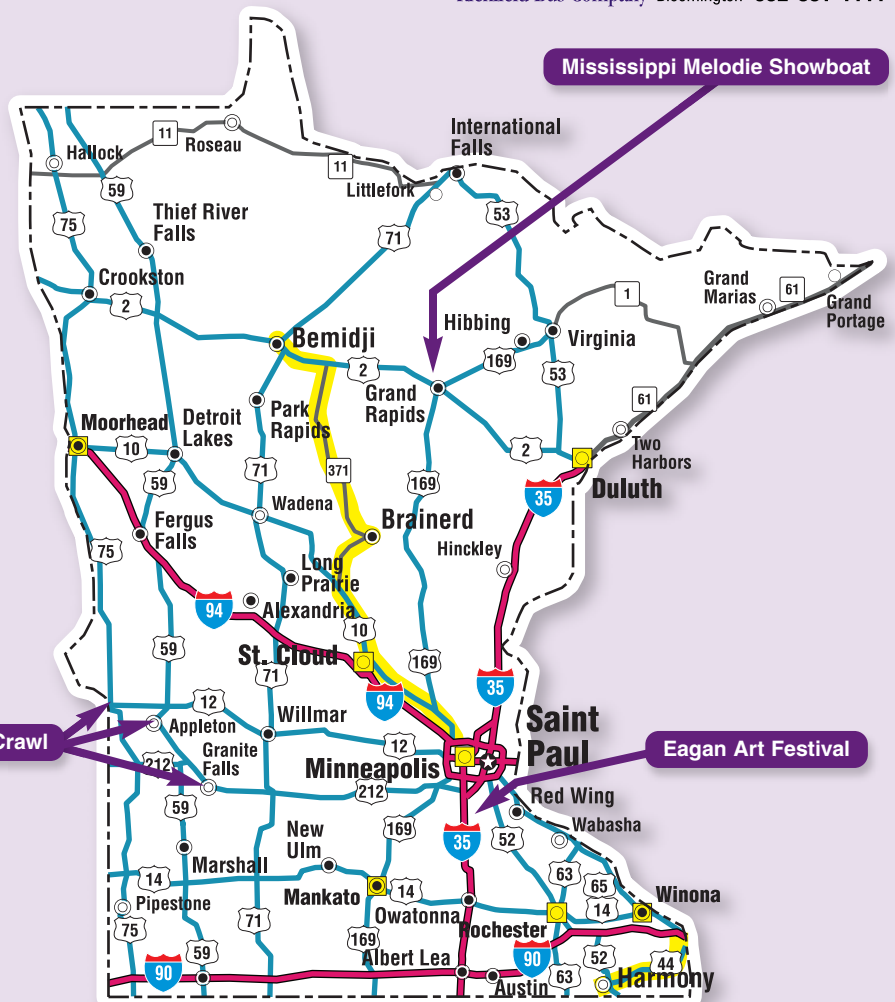 Mississippi Melodie Showboat
International
Falls
11
Roseau
Hallock
11
Littlefork
59
53
75
Thief River
Falls
71
Crookston
Grand
Marias
61
Grand
Portage
1
2
Hibbing
Bemidji
Virginia
2
169
53
Grand
Rapids
Park
Rapids
61
Moorhead
Detroit
Lakes
10
Two
Harbors
2
371
71
59
169
35
Duluth
Wadena
Brainerd
Fergus
Falls
75
Hinckley
Long
Prairie
94
Alexandria
10
59
St. Cloud
169
35
71
94
12
Willmar
Saint
Paul
Appleton
Crawl
Granite
Falls
12
Eagan Art Festival
212
Minneapolis
212
Red Wing
59
New
Ulm
169
35
52
Wabasha
Marshall
63
14
65
Mankato
14
Winona
Pipestone
Owatonna
14
Rochester
75
71
169
Albert Lea
90
52
44
59
90
63
Harmony
Austin